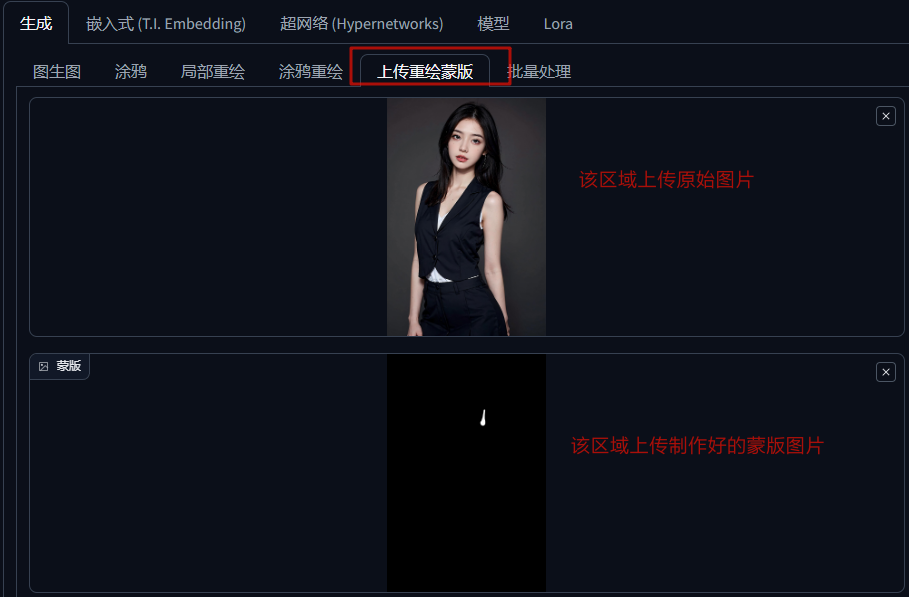 生成 嵌入式 (T.I. Embedding) 超网络 (Hypernetworks) 模型 Lora
图生图 涂鸦 局部重绘 涂鸦重绘 上传重绘蒙版 批量处理
该区域上传原始图片
蒙版
该区域上传制作好的蒙版图片